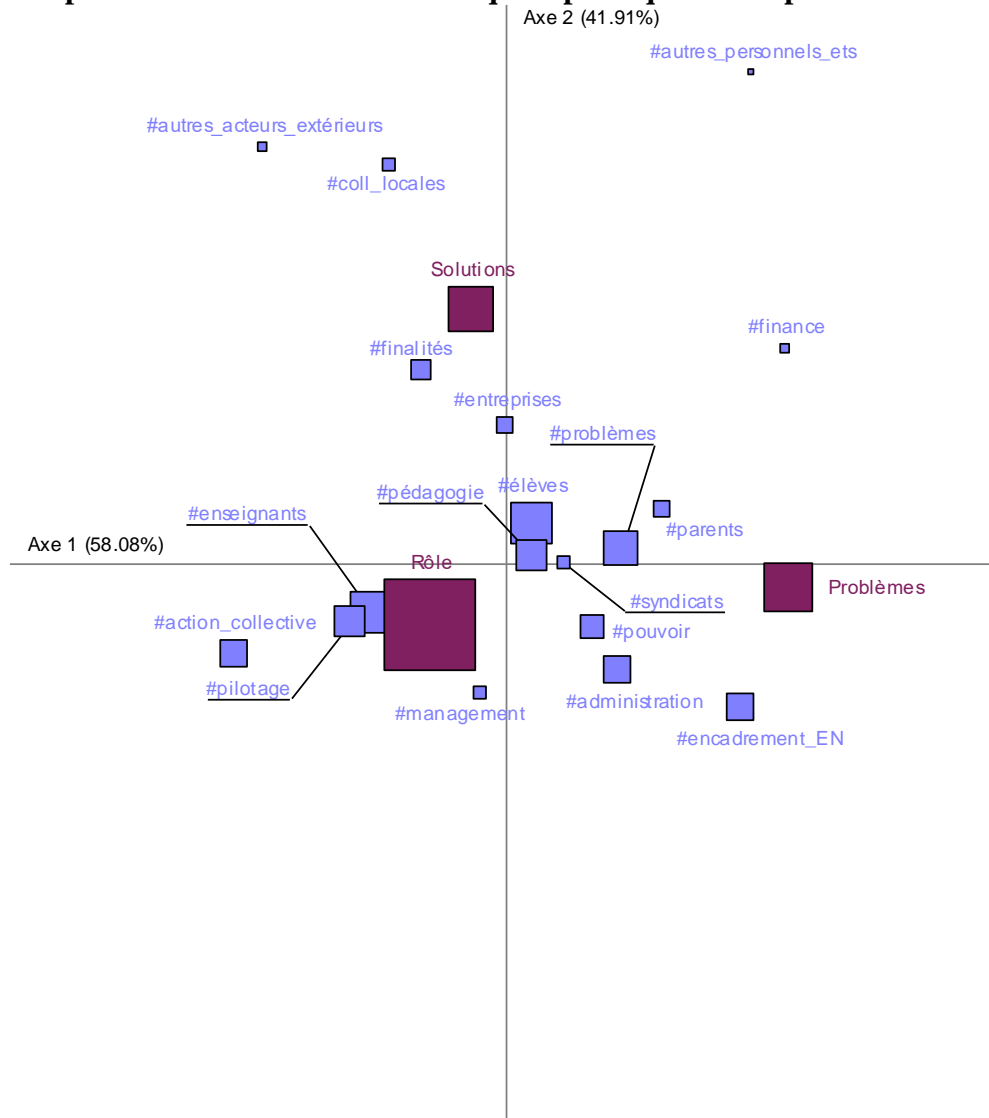 Axe 2 (41.91%)
#autres_personnels_ets
#autres_acteurs_extérieurs
#coll_locales
Solutions
#finance
#finalités
#entreprises
#problèmes
#pédagogie
#élèves
#enseignants
#parents
Axe 1 (58.08%)
Rôle
Problèmes
#syndicats
#action_collective
#pouvoir
#pilotage
#administration
#management
#encadrement_EN